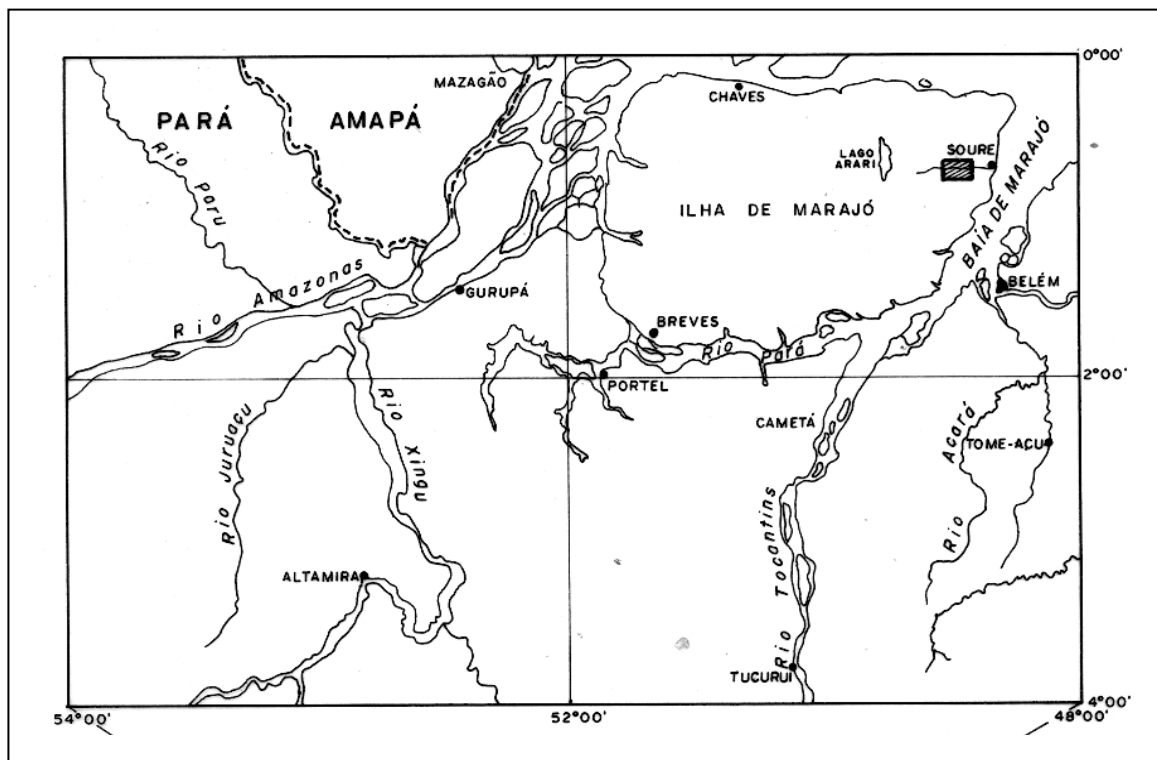 0°00'
MAZAGÃO
CHAVES
PARÁ
AMAPÁ
LAGO
ARARI
SOURE
Rio Paru
ILHA DE MARAJÓ
BAÍA DE MARAJÓ
Rio Amazonas
GURUPÁ
BELÉM
BREVES
Rio Pará
PORTEL
2°00'
CAMETÁ
Rio Juruaçu
Rio Xingu
Rio Acará
TOME-AÇU
Rio Tocantins
ALTAMIRA
TUCURUI
54°00'
52°00'
48°00'
4°00'